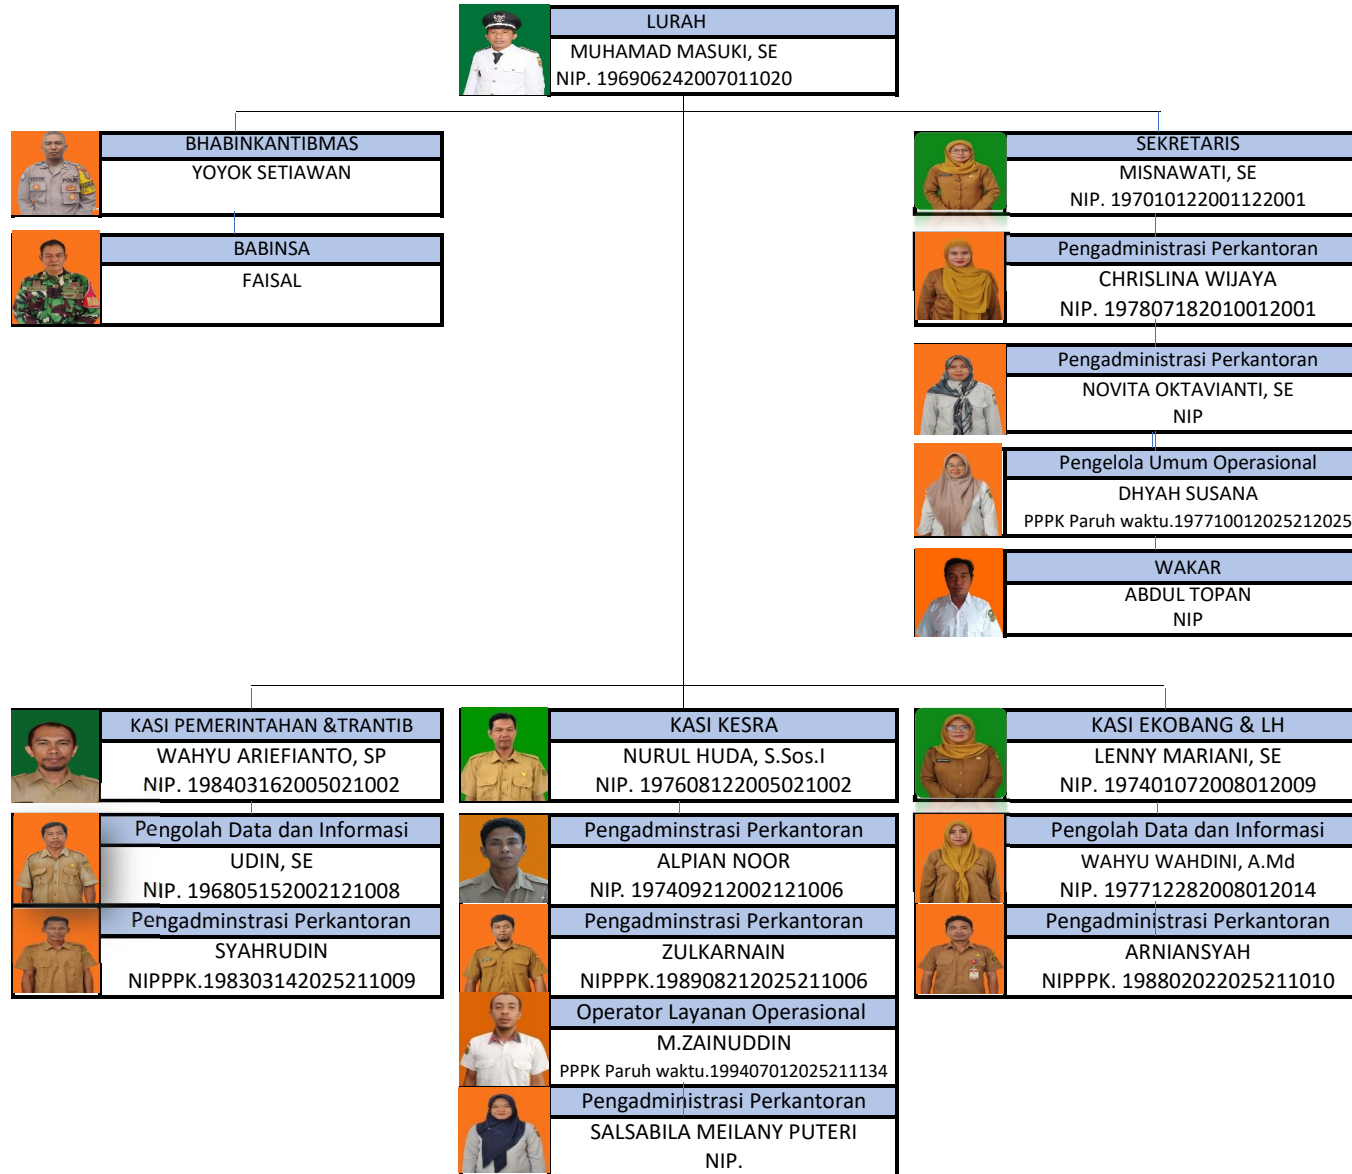 LURAH
MUHAMAD MASUKI, SE
NIP. 196906242007011020
BHABINKANTIBMAS
YOYOK SETIAWAN
BABINSA
FAISAL
SEKRETARIS
MISNAWATI, SE
NIP. 197010122001122001
Pengadministrasi Perkantoran
CHRISLINA WIJAYA
NIP. 197807182010012001
Pengadministrasi Perkantoran
NOVITA OKTAVIANTI, SE
NIP
Pengelola Umum Operasional
DHYAH SUSANA
PPPK Paruh waktu.197710012025212025
WAKAR
ABDUL TOPAN
NIP
KASI PEMERINTAHAN &TRANTIB
WAHYU ARIEFIANTO, SP
NIP. 198403162005021002
Pengolah Data dan Informasi
UDIN, SE
NIP. 196805152002121008
Pengadminstrasi Perkantoran
SYAHRUDIN
NIPPPK.198303142025211009
KASI KESRA
NURUL HUDA, S.Sos.I
NIP. 197608122005021002
Pengadminstrasi Perkantoran
ALPIAN NOOR
NIP. 197409212002121006
Pengadminstrasi Perkantoran
ZULKARNAIN
NIPPPK.198908212025211006
Operator Layanan Operasional
M.ZAINUDDIN
PPPK Paruh waktu.199407012025211134
Pengadministrasi Perkantoran
SALSABILA MEILANY PUTERI
NIP.
KASI EKOBANG & LH
LENNY MARIANI, SE
NIP. 197401072008012009
Pengolah Data dan Informasi
WAHYU WAHDINI, A.Md
NIP. 197712282008012014
Pengadministrasi Perkantoran
ARNIANSYAH
NIPPPK. 198802022025211010